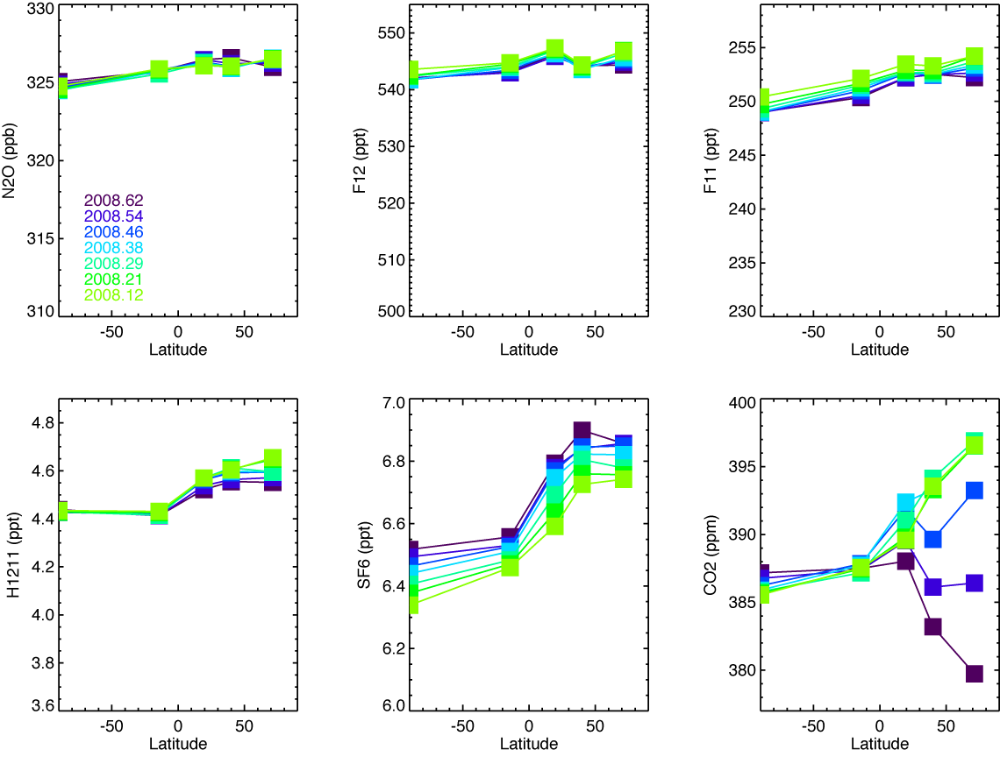 330
325
320
315
310
N2O (ppb)
2008.62
2008.54
2008.46
2008.38
2008.29
2008.21
2008.12
-50 0 50
Latitude
550
540
530
520
510
500
F12 (ppt)
-50 0 50
Latitude
255
250
245
240
235
230
F11 (ppt)
-50 0 50
Latitude
4.8
4.6
4.4
4.2
4.0
3.8
3.6
H1211 (ppt)
-50 0 50
Latitude
7.0
6.8
6.6
6.4
6.2
6.0
SF6 (ppt)
-50 0 50
Latitude
400
395
390
385
380
CO2 (ppm)
-50 0 50
Latitude